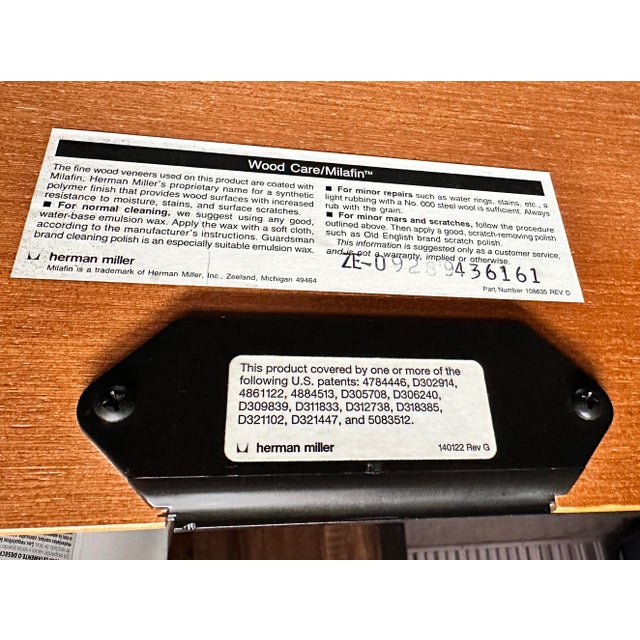 Wood Care/Milafin™
The fine wood veneers used on this product are coated with
Milafin, Herman Miller's proprietary name for a synthetic
polymer finish that provides wood surfaces with increased
resistance to moisture, stains, and surface scratches.
■ For normal cleaning, we suggest using any good,
water-base emulsion wax. Apply the wax with a soft cloth,
according to the manufacturer's instructions. Guardsman
brand cleaning polish is an especially suitable emulsion wax.
herman miller
Milafin is a trademark of Herman Miller, Inc., Zeeland, Michigan 49464
■ For minor repairs such as water rings, stains, etc., a
light rubbing with a No. 000 steel wool is sufficient. Always
rub with the grain.
■ For minor mars and scratches, follow the procedure
outlined above. Then apply a good, scratch-removing polish
such as Old English brand scratch polish.
This information is suggested only as a customer service,
and is not a warranty, implied or otherwise.
ZE-09289436161
Part Number 108635 REV D
This product covered by one or more of the
following U.S. patents: 4784446, D302914,
4861122, 4884513, D305708, D306240,
D309839, D311833, D312738, D318385,
D321102, D321447, and 5083512.
herman miller
140122 Rev G